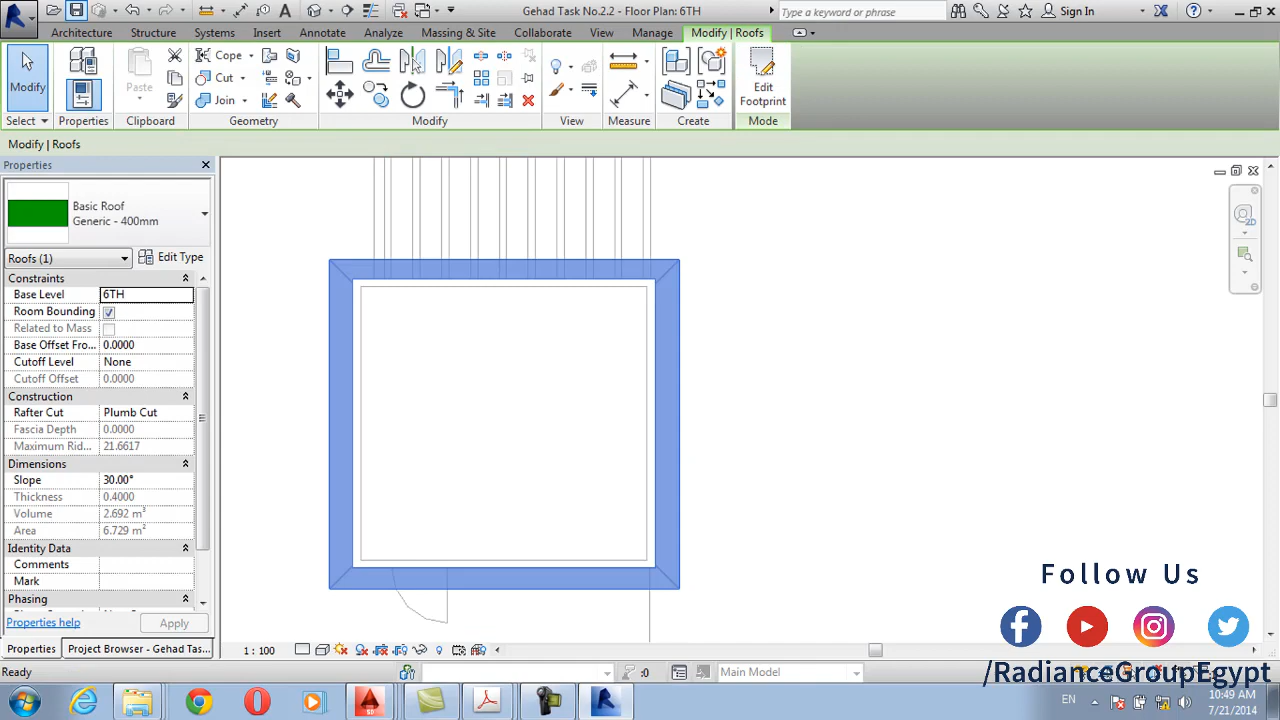 Gehad Task No.2.2 - Floor Plan: 6TH
Type a keyword or phrase
Sign In
Architecture
Structure
Systems
Insert
Annotate
Analyze
Massing & Site
Collaborate
View
Manage
Modify | Roofs
Modify
Paste
Cope
Cut
Join
Edit
Footprint
Select
Properties
Clipboard
Geometry
Modify
View
Measure
Create
Mode
Modify | Roofs
Properties
Basic Roof
Generic - 400mm
Roofs (1)
Edit Type
Constraints
Base Level 6TH
Room Bounding
Related to Mass
Base Offset Fro... 0.0000
Cutoff Level None
Cutoff Offset 0.0000
Construction
Rafter Cut Plumb Cut
Fascia Depth 0.0000
Maximum Rid... 21.6617
Dimensions
Slope 30.00°
Thickness 0.4000
Volume 2.692 m³
Area 6.729 m²
Identity Data
Comments
Mark
Phasing
Properties help
Apply
Properties
Project Browser - Gehad Tas...
1 : 100
Ready
:0
Main Model
2D
Follow Us
/RadianceGroupEgypt
SD
EN
10:49 AM
7/21/2014